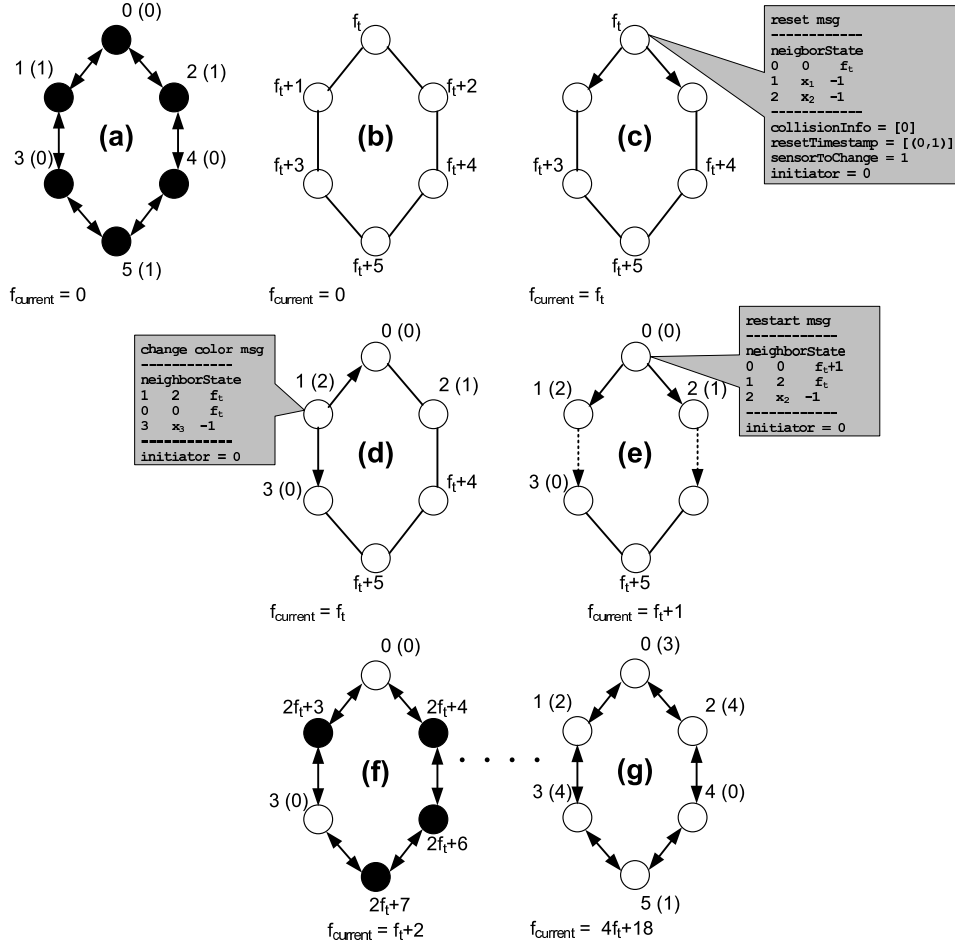 0 (0)
1 (1)
2 (1)
(a)
3 (0)
4 (0)
5 (1)
f_current = 0
f_t
f_t+1
f_t+2
(b)
f_t+3
f_t+4
f_t+5
f_current = 0
f_t
(c)
f_t+3
f_t+4
f_t+5
f_current = f_t
reset msg
-------------
neigborState
0 0 f_t
1 x_1 -1
2 x_2 -1
-------------
collisionInfo = [0]
resetTimestamp = [(0,1)]
sensorToChange = 1
initiator = 0
change color msg
------------
neighborState
1 2 f_t
0 0 f_t
3 x_3 -1
------------
initiator = 0
0 (0)
1 (2)
2 (1)
(d)
3 (0)
f_t+4
f_t+5
f_current = f_t
0 (0)
1 (2)
2 (1)
(e)
3 (0)
f_t+5
f_current = f_t+1
restart msg
------------
neighborState
0 0 f_t+1
1 2 f_t
2 x_2 -1
------------
initiator = 0
0 (0)
2f_t+3
2f_t+4
(f)
3 (0)
2f_t+6
2f_t+7
f_current = f_t+2
. . . .
0 (3)
1 (2)
2 (4)
(g)
3 (4)
4 (0)
5 (1)
f_current = 4f_t+18